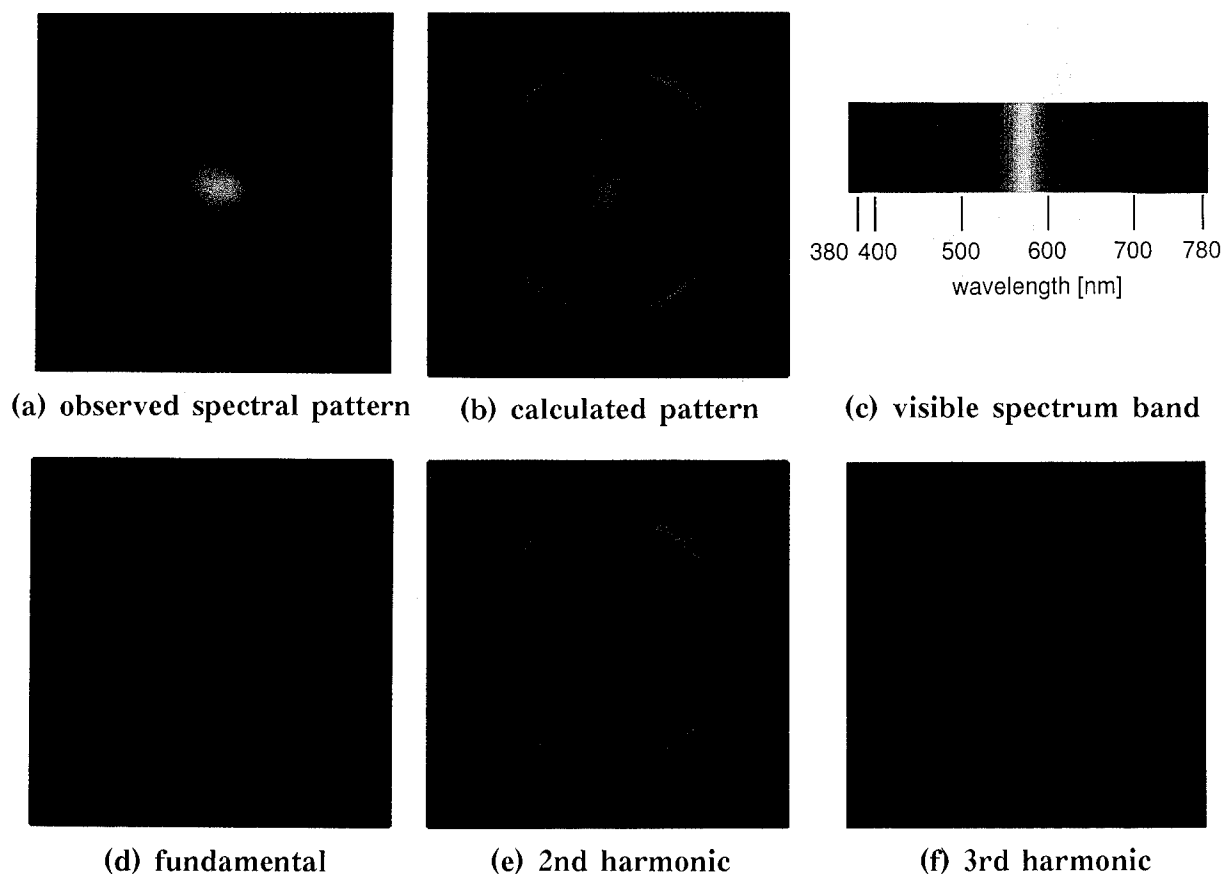 380 400 500 600 700 780
wavelength [nm]
(a) observed spectral pattern
(b) calculated pattern
(c) visible spectrum band
(d) fundamental
(e) 2nd harmonic
(f) 3rd harmonic